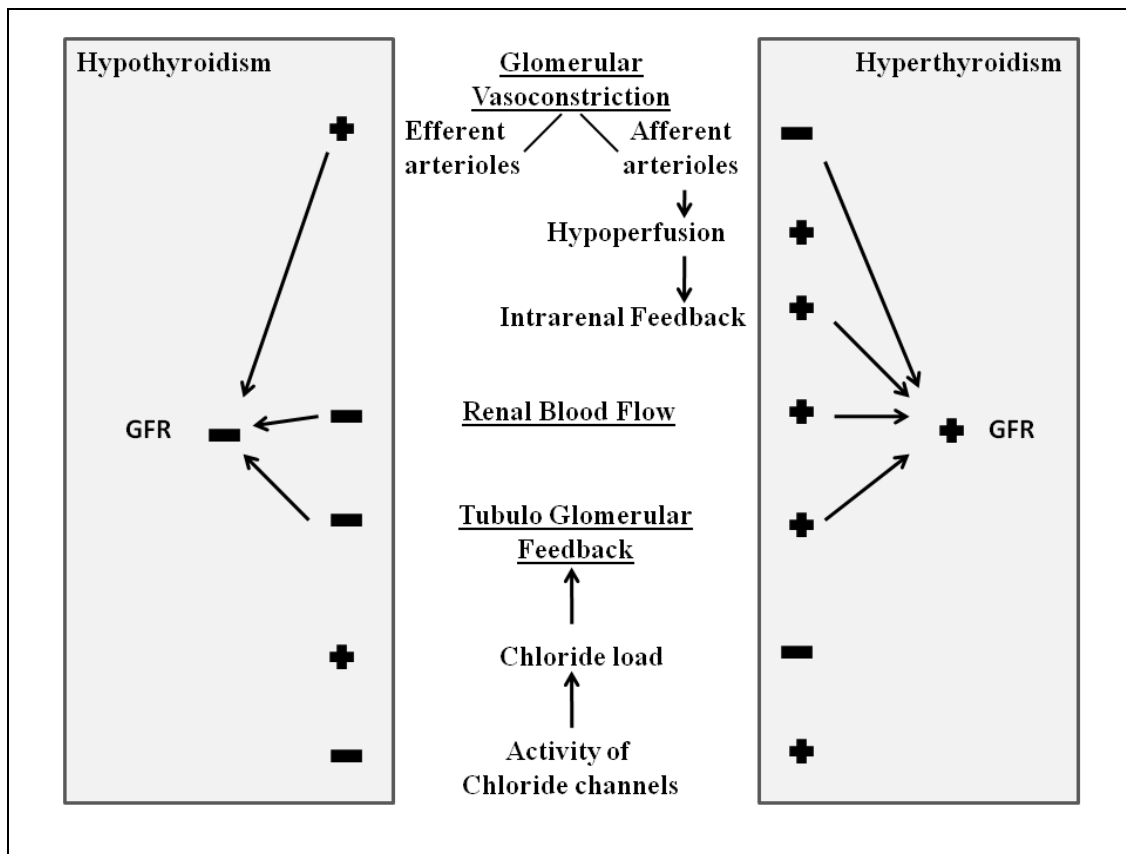 Hypothyroidism
Glomerular
Vasoconstriction
Hyperthyroidism
Efferent
arterioles
Afferent
arterioles
Hypoperfusion
Intrarenal Feedback
GFR
Renal Blood Flow
GFR
Tubulo Glomerular
Feedback
Chloride load
Activity of
Chloride channels